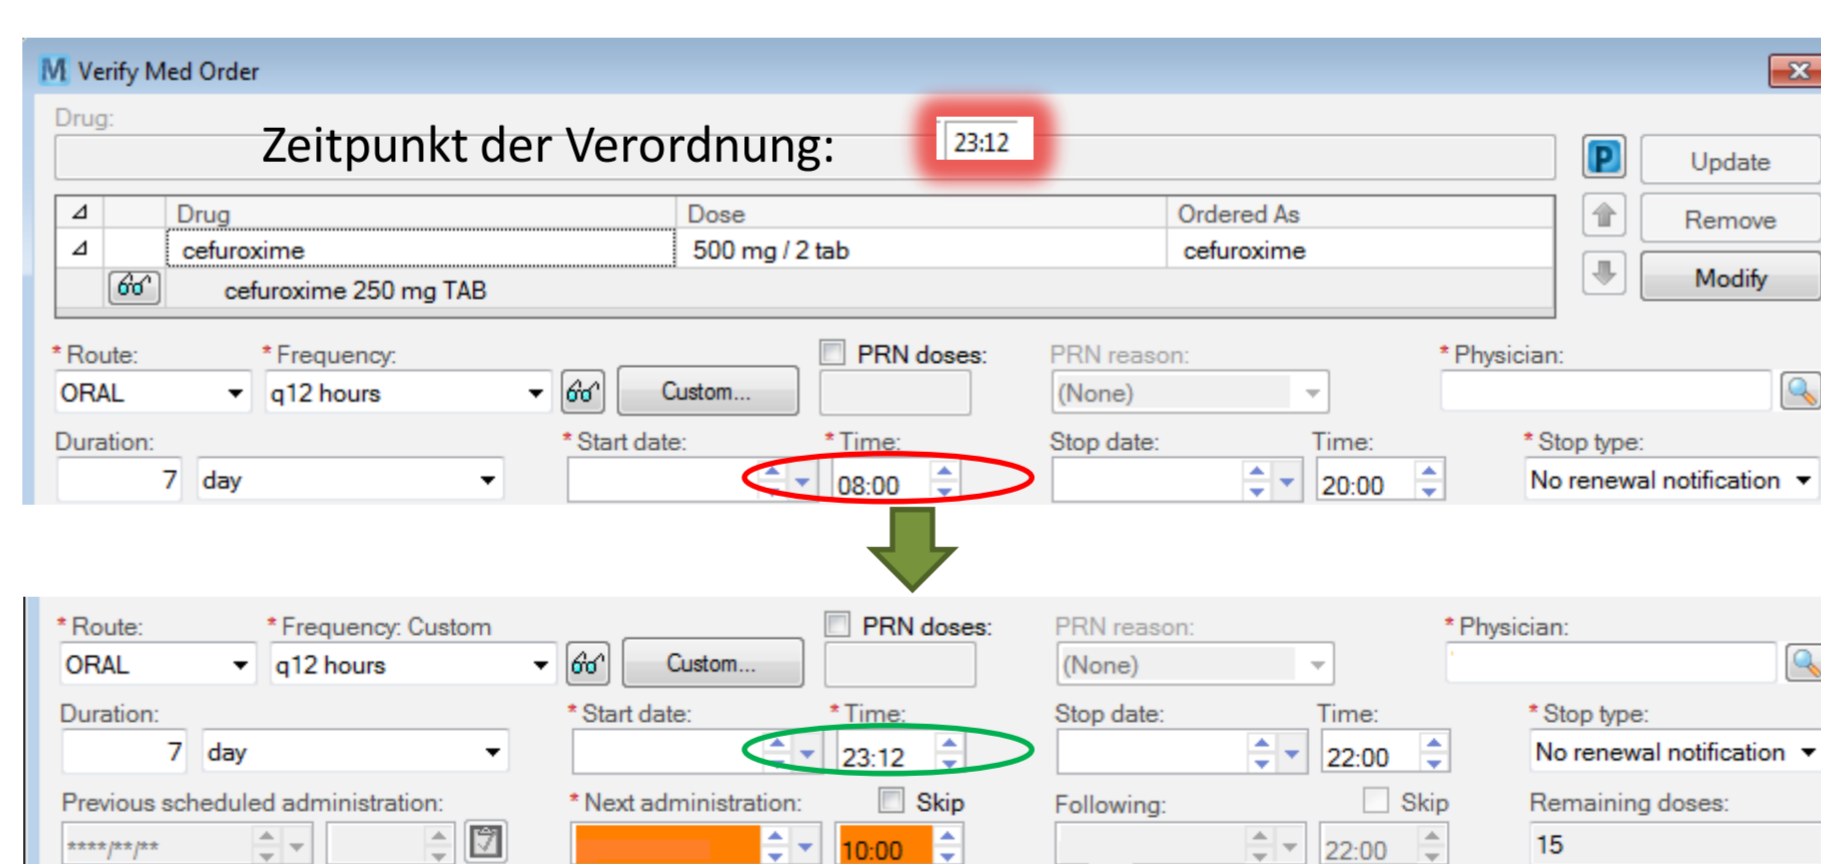 M Verify Med Order
Drug:
Zeitpunkt der Verordnung: 23:12
P Update
Drug Dose Ordered As
Remove
cefuroxime 500 mg / 2 tab cefuroxime
cefuroxime 250 mg TAB
Modify
* Route: * Frequency: PRN doses: PRN reason: * Physician:
ORAL q12 hours Custom... (None)
Duration: * Start date: * Time: Stop date: Time: * Stop type:
7 day 08:00 20:00 No renewal notification
* Route: * Frequency: Custom PRN doses: PRN reason: * Physician:
ORAL q12 hours Custom... (None)
Duration: * Start date: * Time: Stop date: Time: * Stop type:
7 day 23:12 22:00 No renewal notification
Previous scheduled administration: * Next administration: Skip Following: Skip Remaining doses:
****/**/** 10:00 22:00 15